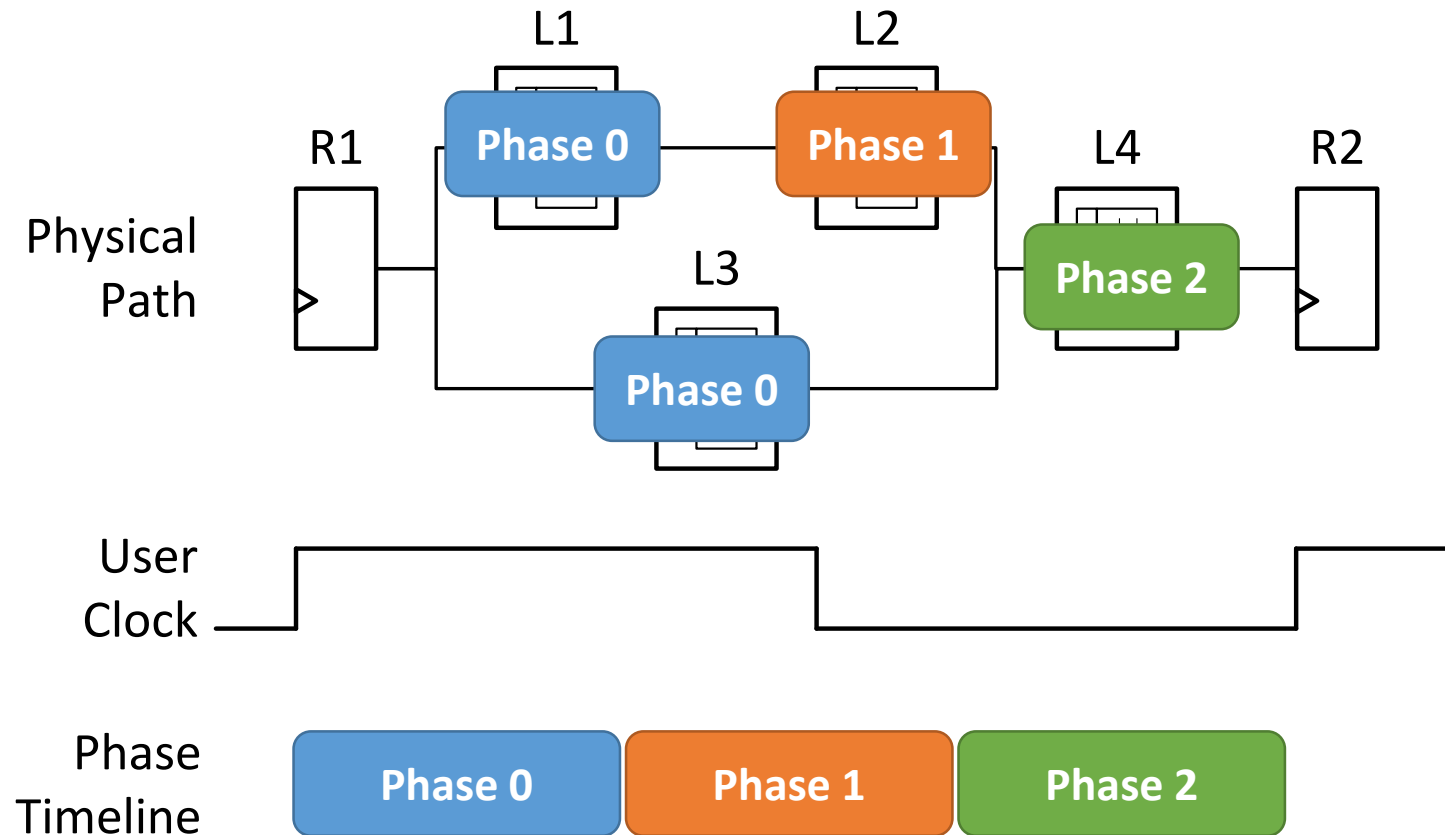 L1
L2
Phase 0
Phase 1
R1
L4
R2
Physical
Path
Phase 2
L3
Phase 0
User
Clock
Phase
Timeline
Phase 0
Phase 1
Phase 2